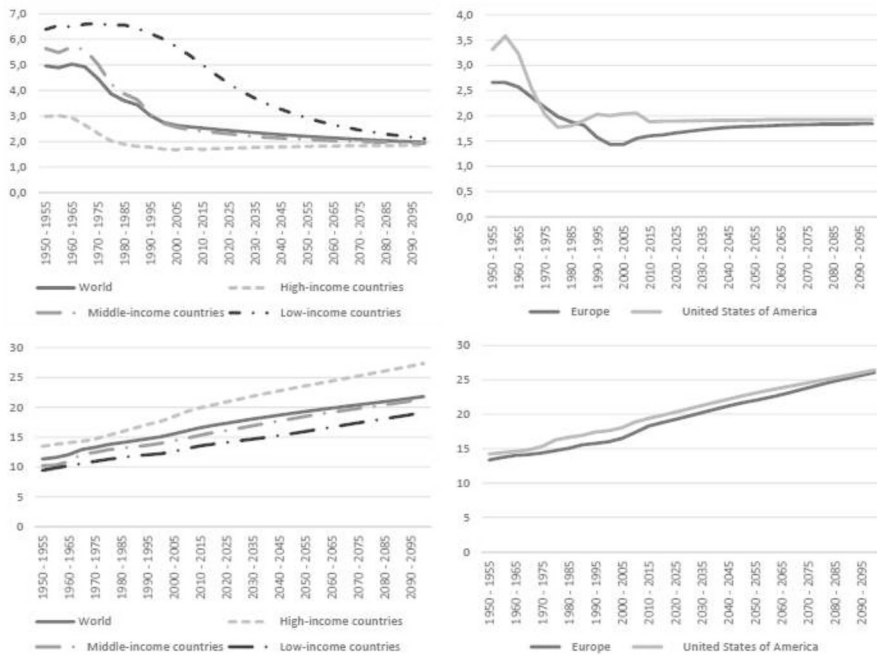 7,0
6,0
5,0
4,0
3,0
2,0
1,0
0,0
1950 - 1955
1960 - 1965
1970 - 1975
1980 - 1985
1990 - 1995
2000 - 2005
2010 - 2015
2020 - 2025
2030 - 2035
2040 - 2045
2050 - 2055
2060 - 2065
2070 - 2075
2080 - 2085
2090 - 2095
World
High-income countries
Middle-income countries
Low-income countries
4,0
3,5
3,0
2,5
2,0
1,5
1,0
0,5
0,0
1950 - 1955
1960 - 1965
1970 - 1975
1980 - 1985
1990 - 1995
2000 - 2005
2010 - 2015
2020 - 2025
2030 - 2035
2040 - 2045
2050 - 2055
2060 - 2065
2070 - 2075
2080 - 2085
2090 - 2095
Europe
United States of America
30
25
20
15
10
5
0
1950 - 1955
1960 - 1965
1970 - 1975
1980 - 1985
1990 - 1995
2000 - 2005
2010 - 2015
2020 - 2025
2030 - 2035
2040 - 2045
2050 - 2055
2060 - 2065
2070 - 2075
2080 - 2085
2090 - 2095
World
High-income countries
Middle-income countries
Low-income countries
30
25
20
15
10
5
0
1950 - 1955
1960 - 1965
1970 - 1975
1980 - 1985
1990 - 1995
2000 - 2005
2010 - 2015
2020 - 2025
2030 - 2035
2040 - 2045
2050 - 2055
2060 - 2065
2070 - 2075
2080 - 2085
2090 - 2095
Europe
United States of America